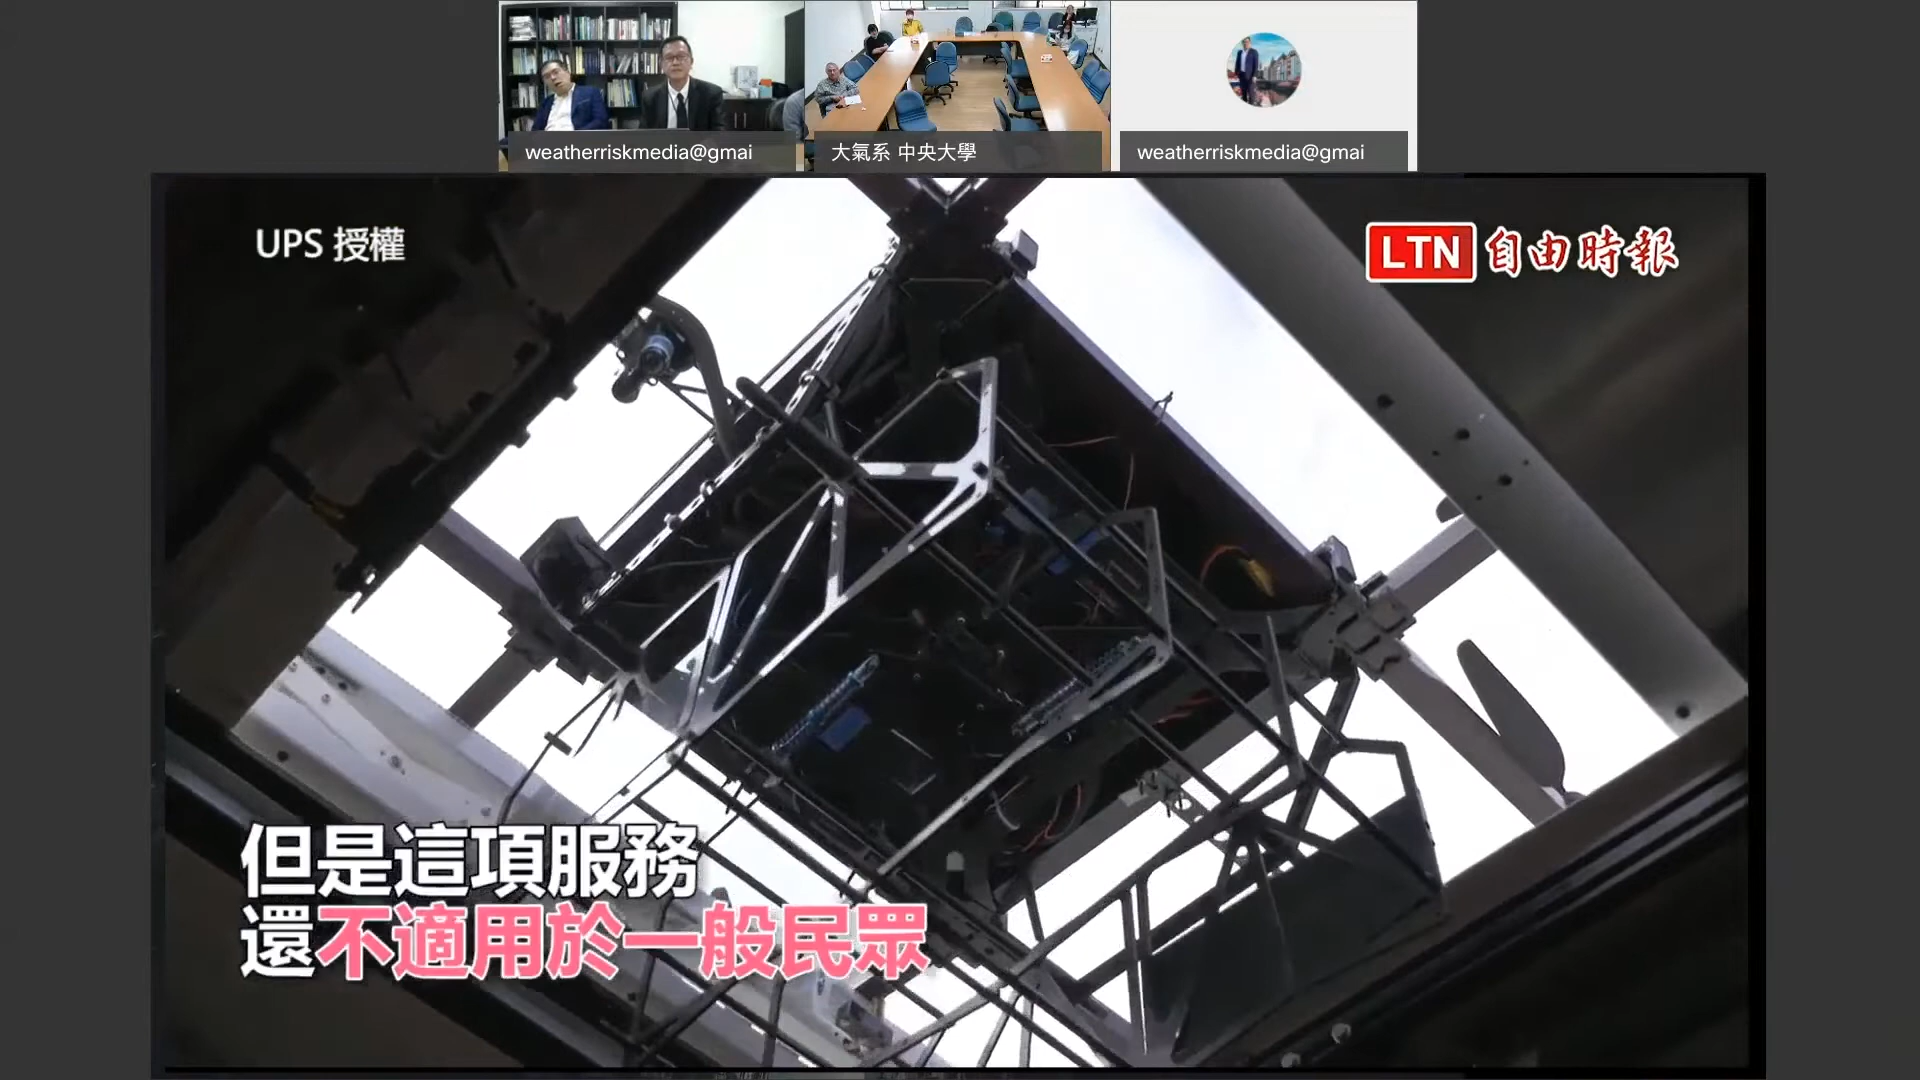 weatherriskmedia@gmai
大氣系 中央大學
weatherriskmedia@gmai
UPS 授權
LTN 自由時報
但是這項服務
還不適用於一般民眾